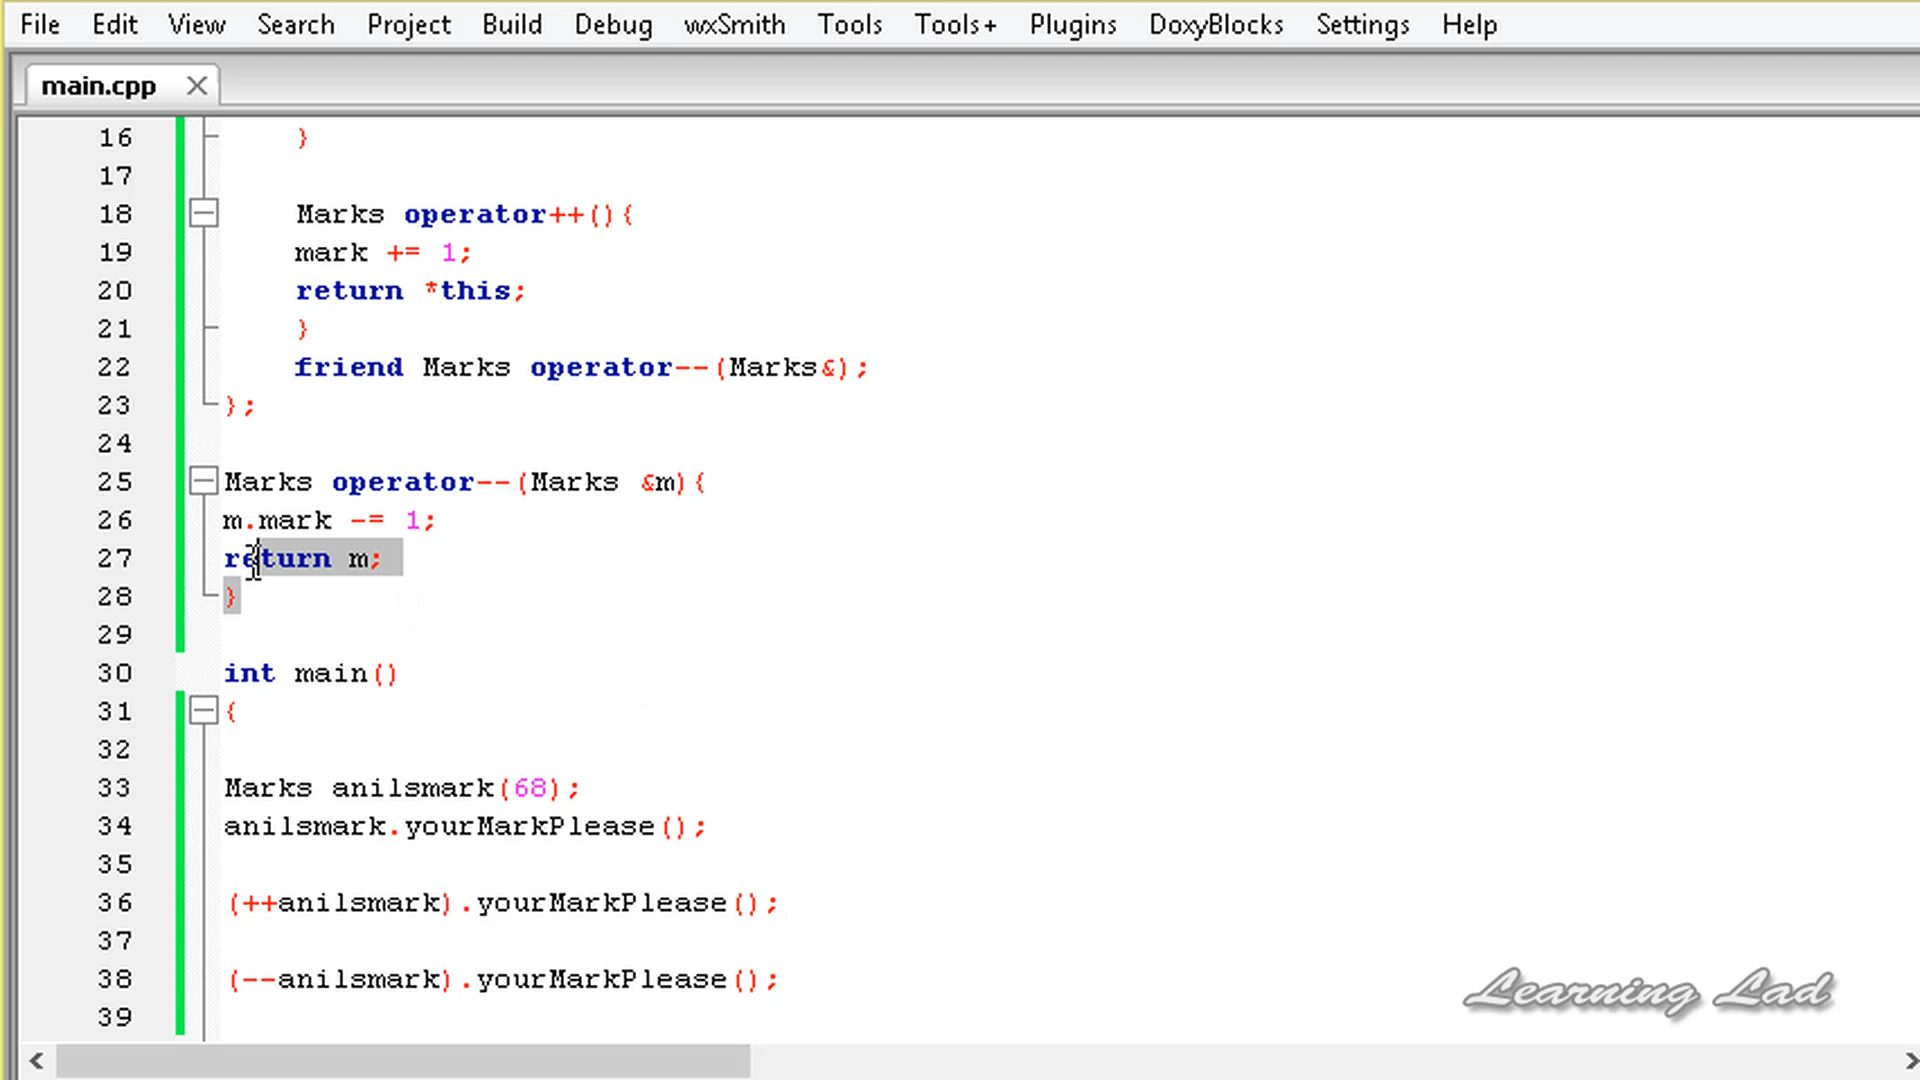 File Edit View Search Project Build Debug wxSmith Tools Tools+ Plugins DoxyBlocks Settings Help
main.cpp
16 }
17
18 Marks operator++(){
19 mark += 1;
20 return *this;
21 }
22 friend Marks operator--(Marks&);
23 };
24
25 Marks operator--(Marks &m){
26 m.mark -= 1;
27 return m;
28 }
29
30 int main()
31 {
32
33 Marks anilsmark(68);
34 anilsmark.yourMarkPlease();
35
36 (++anilsmark).yourMarkPlease();
37
38 (--anilsmark).yourMarkPlease();
39
Learning Lad